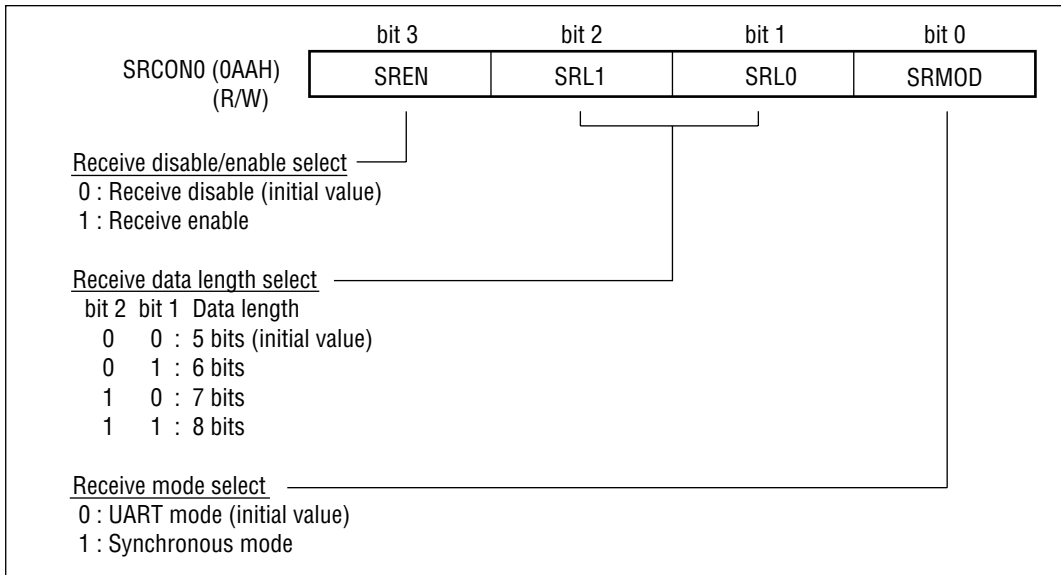 bit 3 bit 2 bit 1 bit 0
SRCON0 (0AAH) SREN SRL1 SRL0 SRMOD
(R/W)
Receive disable/enable select
0 : Receive disable (initial value)
1 : Receive enable
Receive data length select
bit 2 bit 1 Data length
0 0 : 5 bits (initial value)
0 1 : 6 bits
1 0 : 7 bits
1 1 : 8 bits
Receive mode select
0 : UART mode (initial value)
1 : Synchronous mode